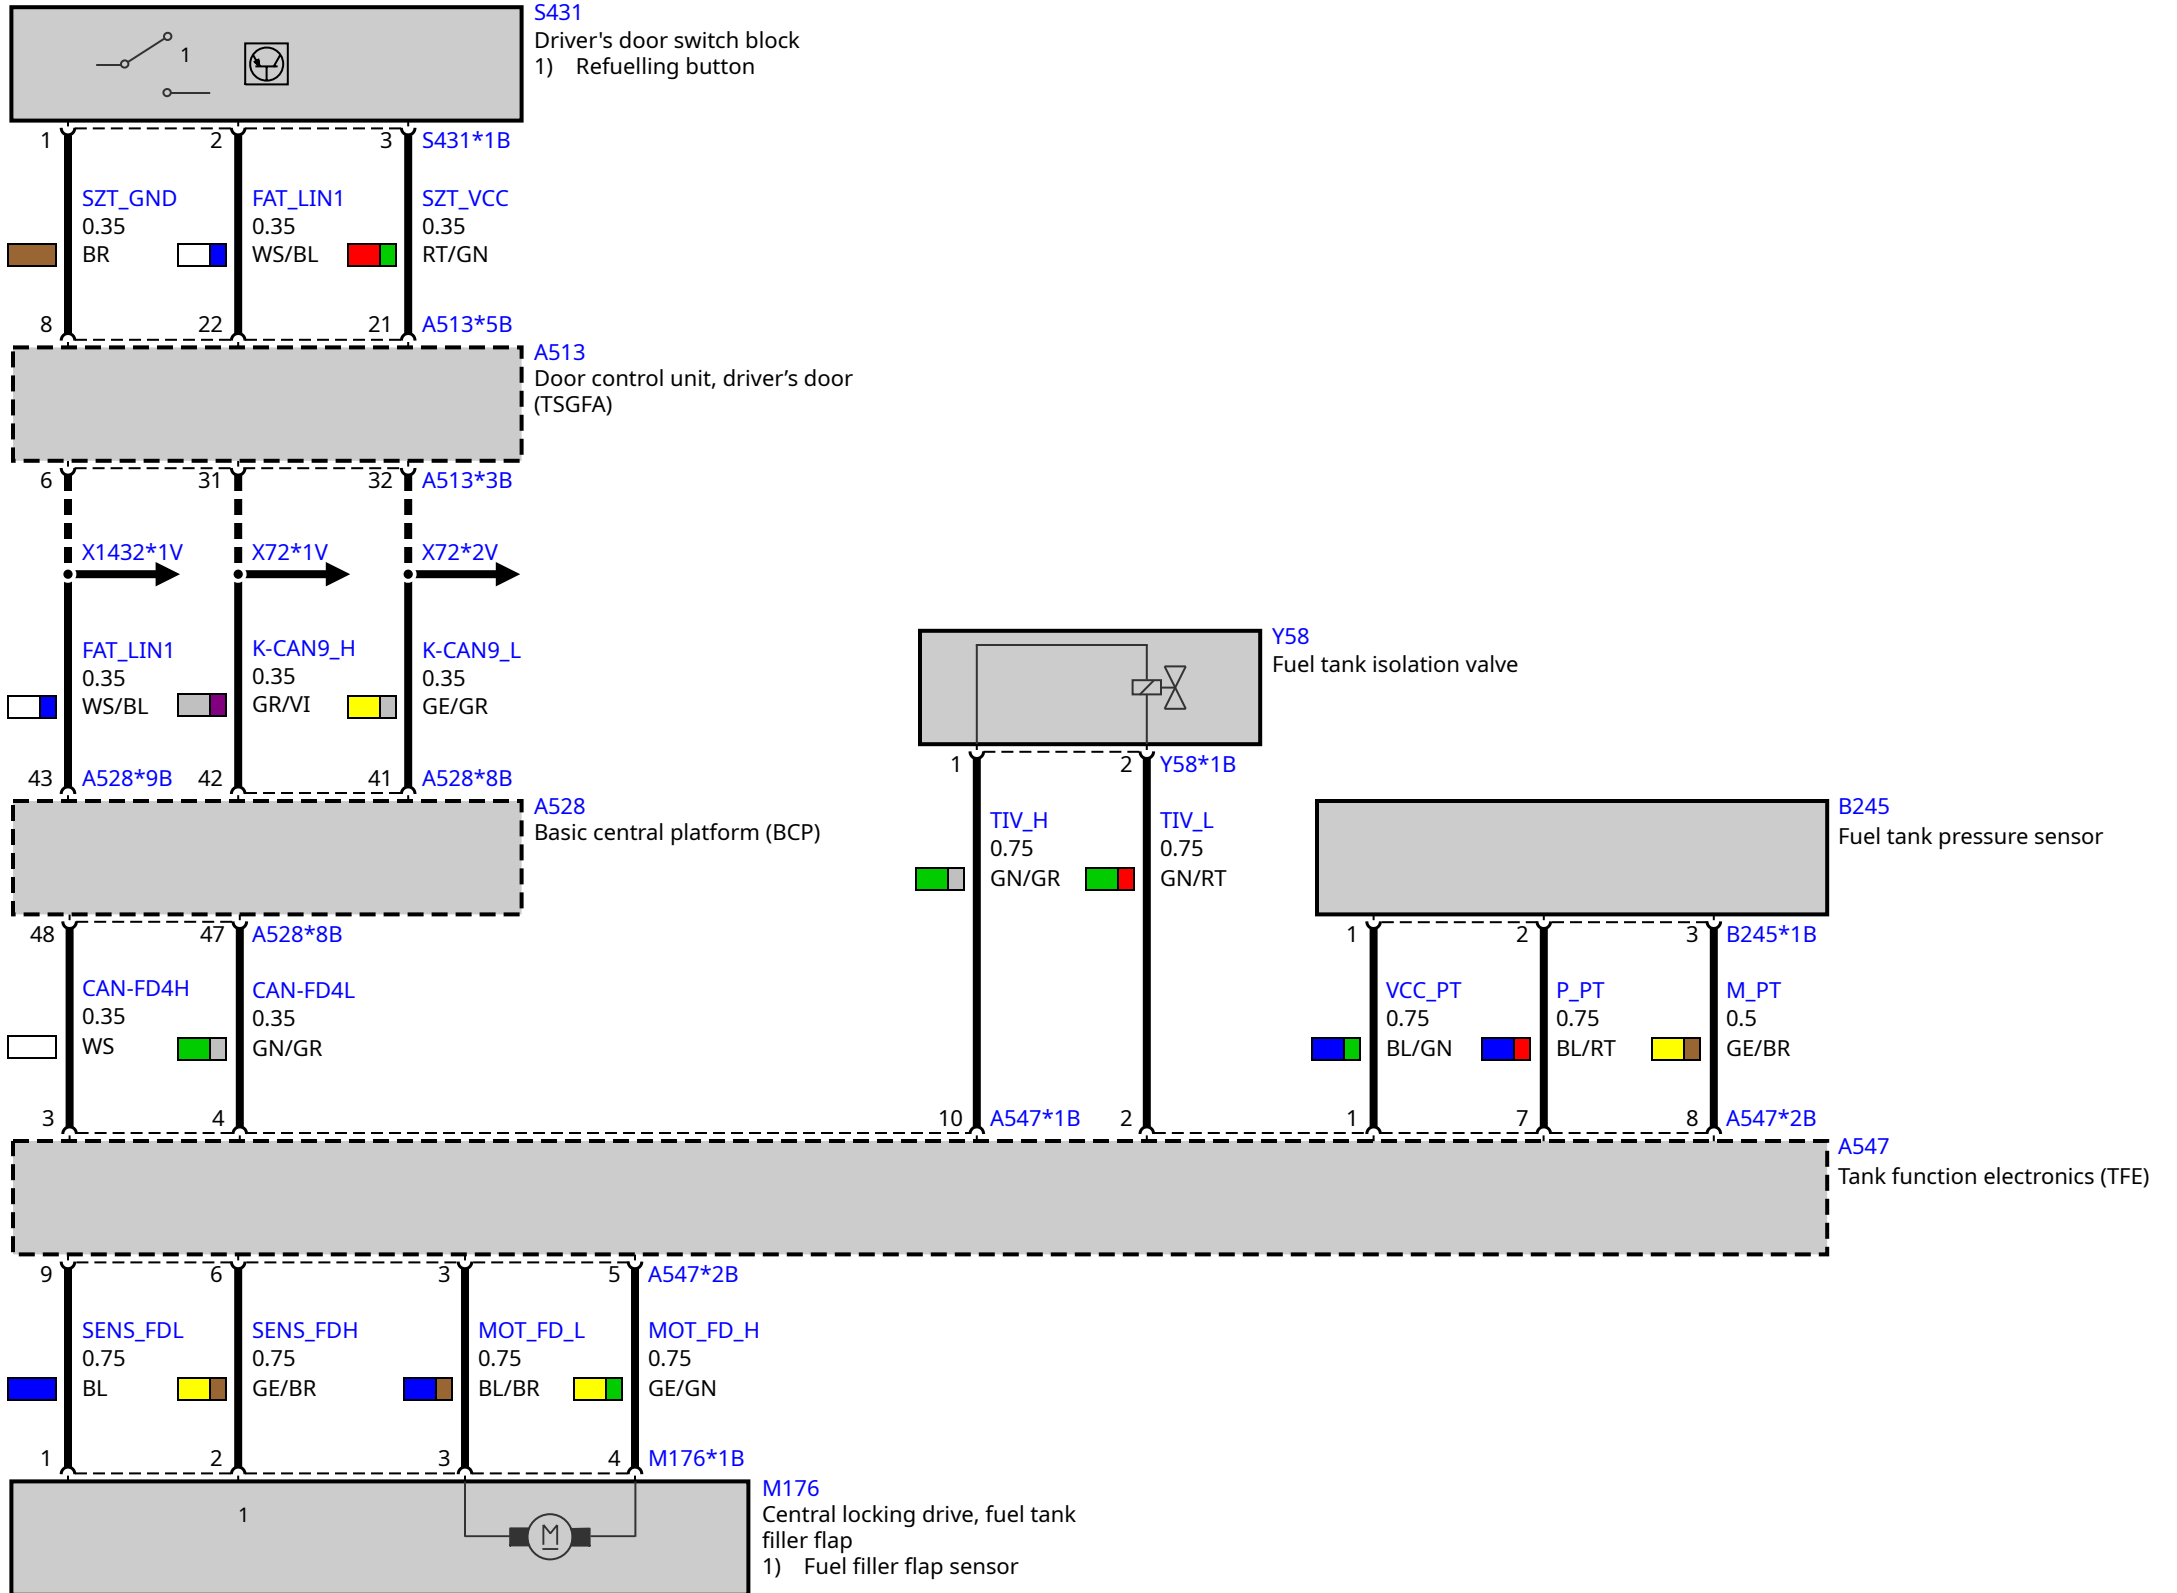 S431
Driver's door switch block
1) Refuelling button
1
1 2 3 S431*1B
SZT_GND FAT_LIN1 SZT_VCC
0.35 0.35 0.35
BR WS/BL RT/GN
8 22 21 A513*5B
A513
Door control unit, driver’s door
(TSGFA)
6 31 32 A513*3B
X1432*1V X72*1V X72*2V
FAT_LIN1 K-CAN9_H K-CAN9_L
0.35 0.35 0.35
WS/BL GR/VI GE/GR
43 A528*9B 42 41 A528*8B
A528
Basic central platform (BCP)
48 47 A528*8B
CAN-FD4H CAN-FD4L
0.35 0.35
WS GN/GR
3 4
Y58
Fuel tank isolation valve
1 2 Y58*1B
TIV_H TIV_L
0.75 0.75
GN/GR GN/RT
10 A547*1B 2
B245
Fuel tank pressure sensor
1 2 3 B245*1B
VCC_PT P_PT M_PT
0.75 0.75 0.5
BL/GN BL/RT GE/BR
1 7 8 A547*2B
A547
Tank function electronics (TFE)
9 6 3 5 A547*2B
SENS_FDL SENS_FDH MOT_FD_L MOT_FD_H
0.75 0.75 0.75 0.75
BL GE/BR BL/BR GE/GN
1 2 3 4 M176*1B
1
M
M176
Central locking drive, fuel tank
filler flap
1) Fuel filler flap sensor